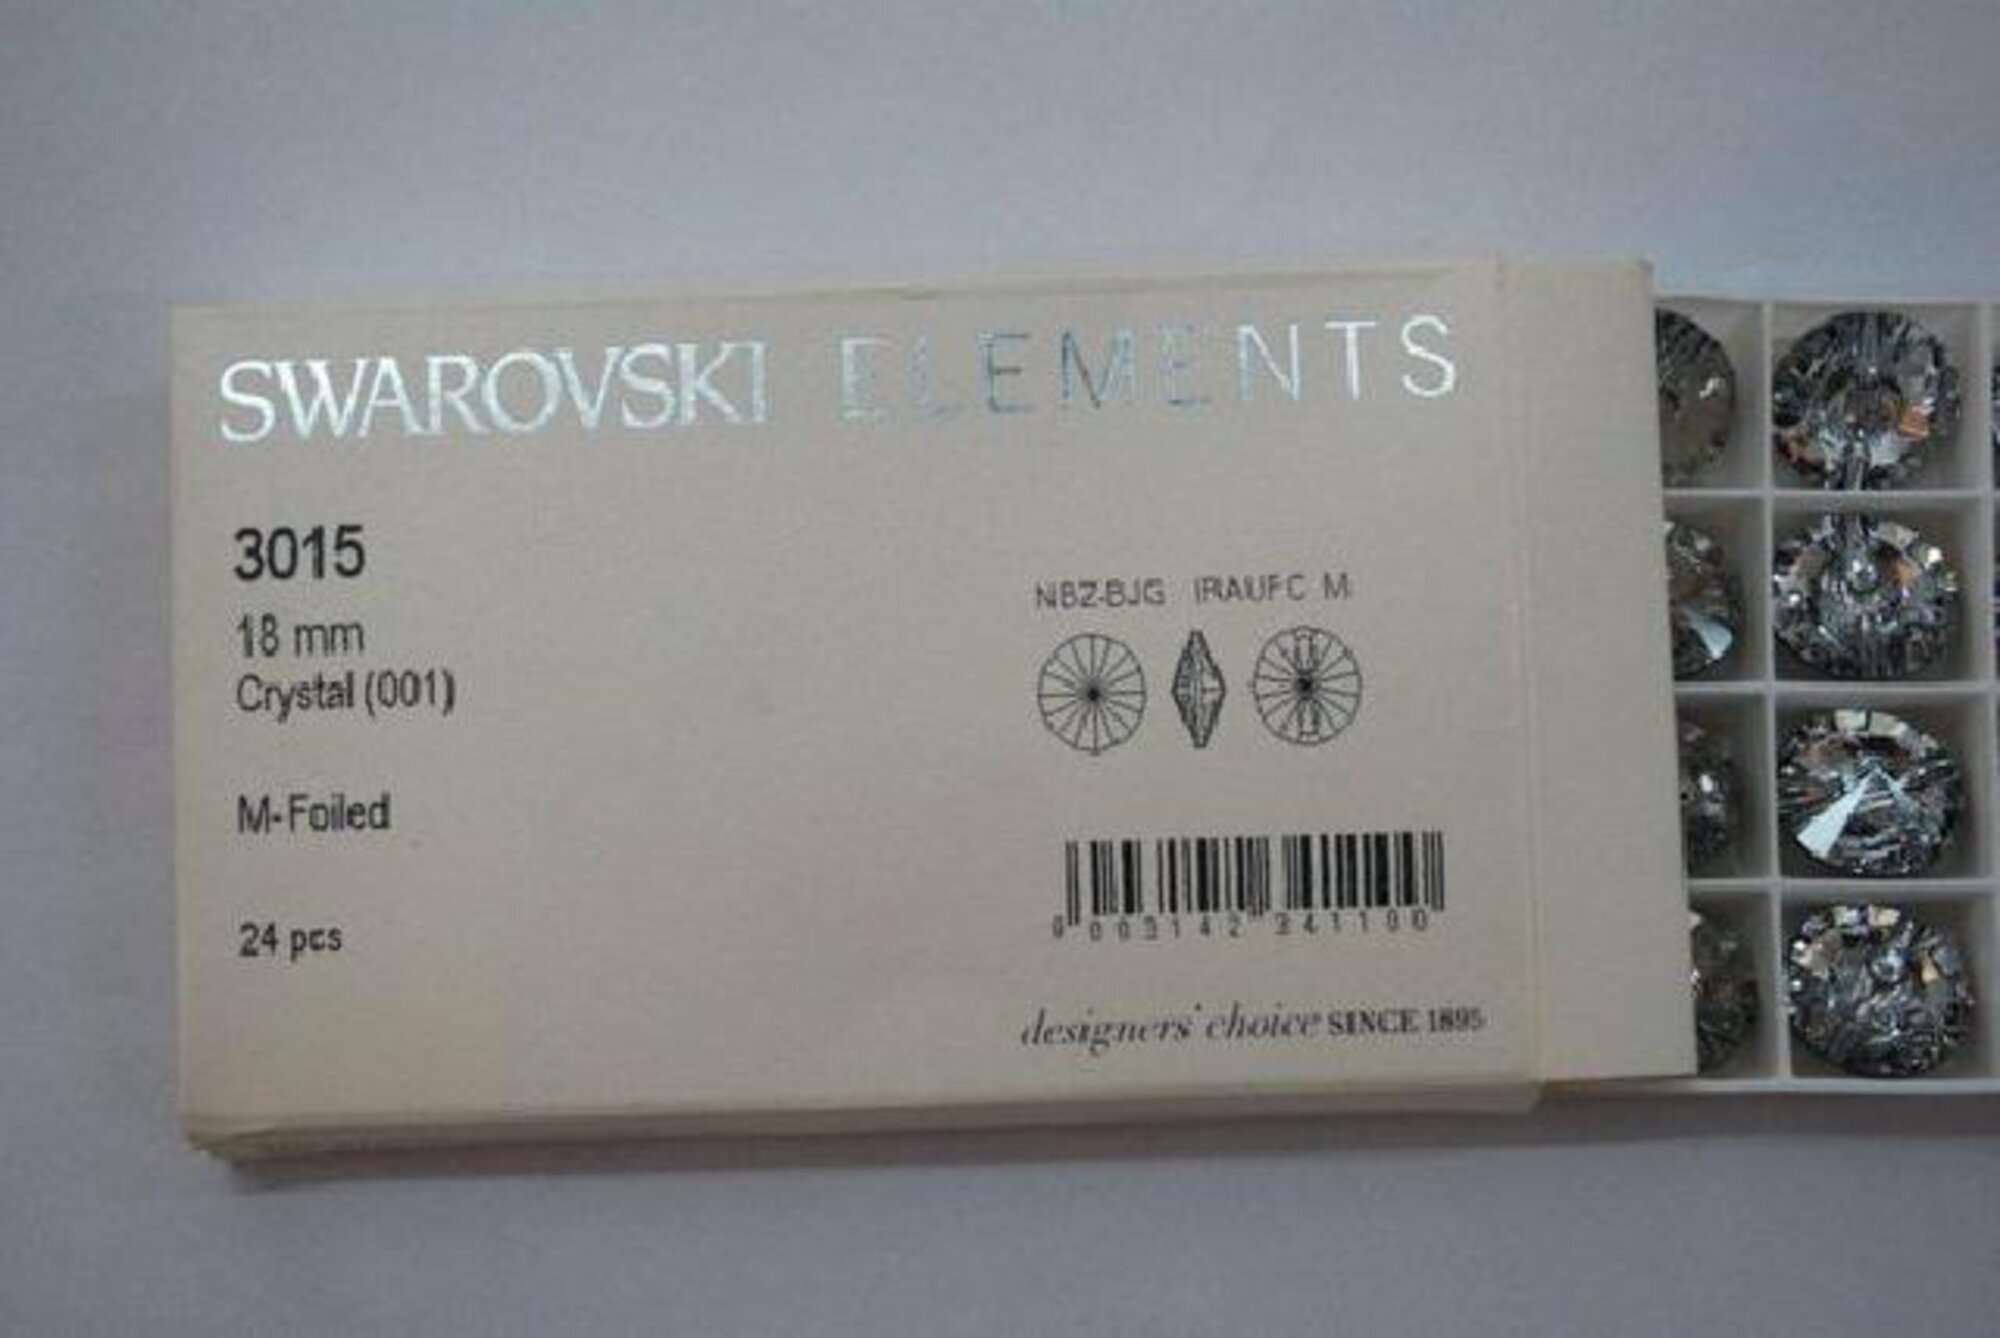 SWAROVSKI ELEMENTS
3015
18 mm
Crystal (001)
M-Foiled
24 pcs
NBZ-BJG IRAUFC M
designers' choice SINCE 1895